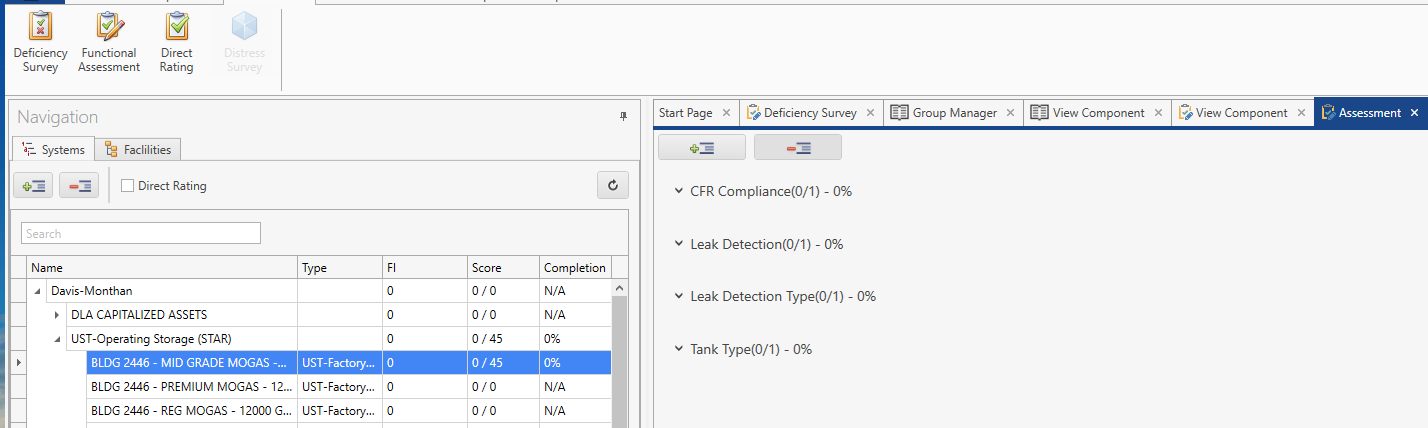 Deficiency Survey
Functional Assessment
Direct Rating
Distress Survey
Navigation
Systems
Faclilities
Direct Rating
Search
Name Type FI Score Completion
Davis-Monthan 0 0 / 0 N/A
DLA CAPITALIZED ASSETS 0 0 / 0 N/A
UST-Operating Storage (STAR) 0 0 / 45 0%
BLDG 2446 - MID GRADE MOGAS -... UST-Factory... 0 0 / 45 0%
BLDG 2446 - PREMIUM MOGAS - 12... UST-Factory... 0 0 / 0 N/A
BLDG 2446 - REG MOGAS - 12000 G... UST-Factory... 0 0 / 0 N/A
Start Page
Deficiency Survey
Group Manager
View Component
View Component
Assessment
CFR Compliance(0/1) - 0%
Leak Detection(0/1) - 0%
Leak Detection Type(0/1) - 0%
Tank Type(0/1) - 0%